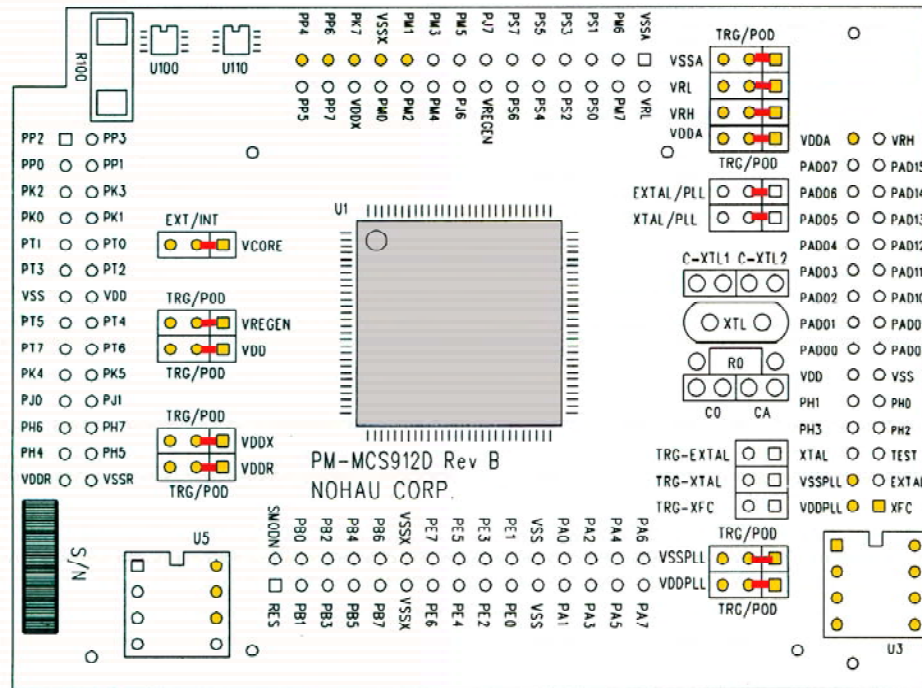 PP4 PP6 PK7 VSSX PM1 PM3 PM5 PJ7 PS7 PS5 PS3 PS1 PM6 VSSA
PP5 PP7 VDDX PM0 PM2 PM4 PJ6 VREGEN PS6 PS4 PS2 PS0 PM7 VRL
R100
U100
U110
TRG/POD
VSSA
VRL
VRH
VDDA
TRG/POD
EXTAL/PLL
XTAL/PLL
C-XTL1 C-XTL2
XTL
R0
C0 CA
TRG-EXTAL
TRG-XTAL
TRG-XFC
TRG/POD
VSSPLL
VDDPLL
TRG/POD
PP2 PP3
PP0 PP1
PK2 PK3
PK0 PK1
PT1 PT0
PT3 PT2
VSS VDD
PT5 PT4
PT7 PT6
PK4 PK5
PJ0 PJ1
PH6 PH7
PH4 PH5
VDDR VSSR
EXT/INT
VCORE
TRG/POD
VREGEN
VDD
TRG/POD
TRG/POD
VDDX
VDDR
TRG/POD
U1
PM-MCS912D Rev B
NOHAU CORP.
VDDA VRH
PAD07 PAD15
PAD06 PAD14
PAD05 PAD13
PAD04 PAD12
PAD03 PAD11
PAD02 PAD10
PAD01 PAD0
PAD00 PAD0
VDD VSS
PH1 PH0
PH3 PH2
XTAL TEST
VSSPLL EXTAL
VDDPLL XFC
S/N
U5
SMODN PB0 PB2 PB4 PB6 VSSX PE7 PE5 PE3 PE1 VSS PA0 PA2 PA4 PA6
RES PB1 PB3 PB5 PB7 VSSX PE6 PE4 PE2 PE0 VSS PA1 PA3 PA5 PA7
U3